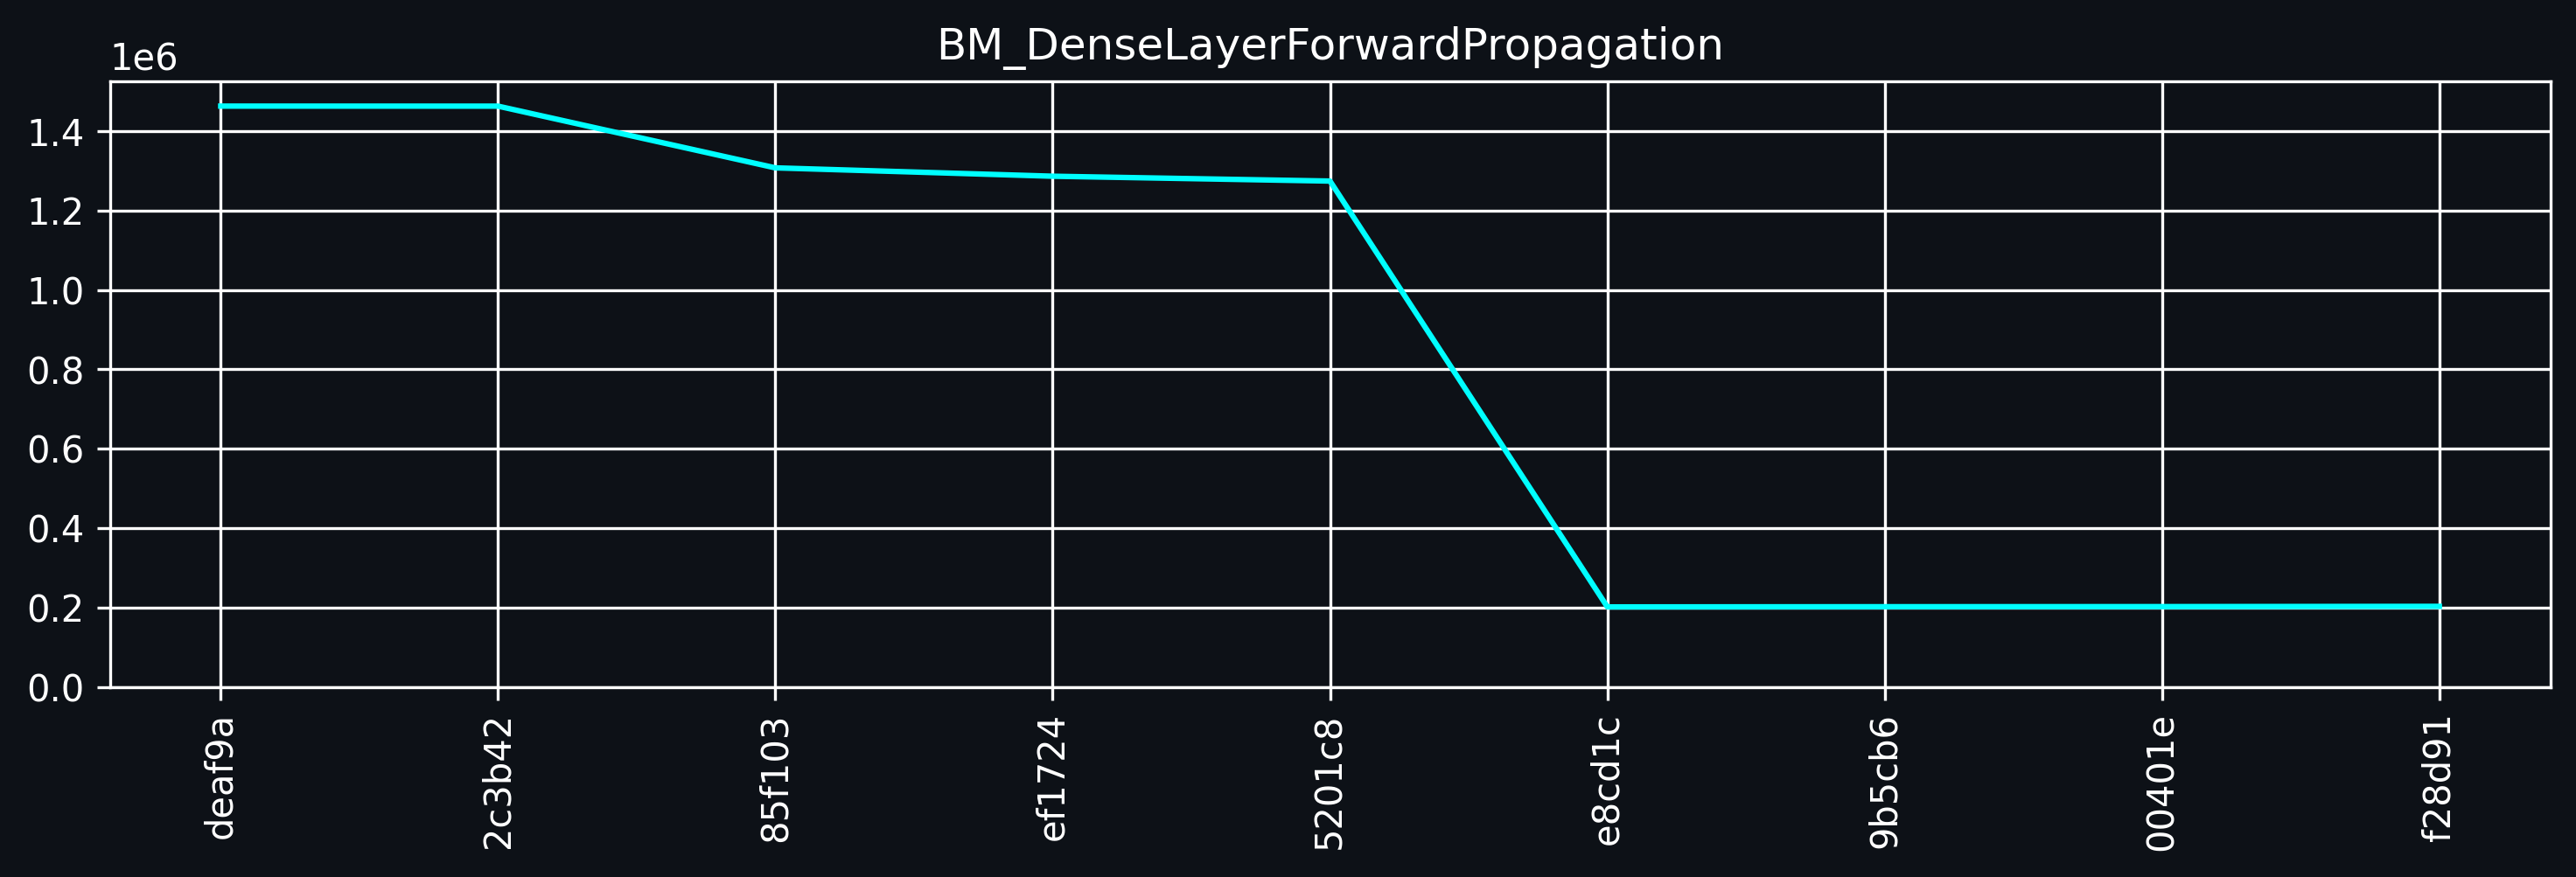 BM_DenseLayerForwardPropagation
1e6
1.4
1.2
1.0
0.8
0.6
0.4
0.2
0.0
deaf9a
2c3b42
85f103
ef1724
5201c8
e8cd1c
9b5cb6
00401e
f28d91